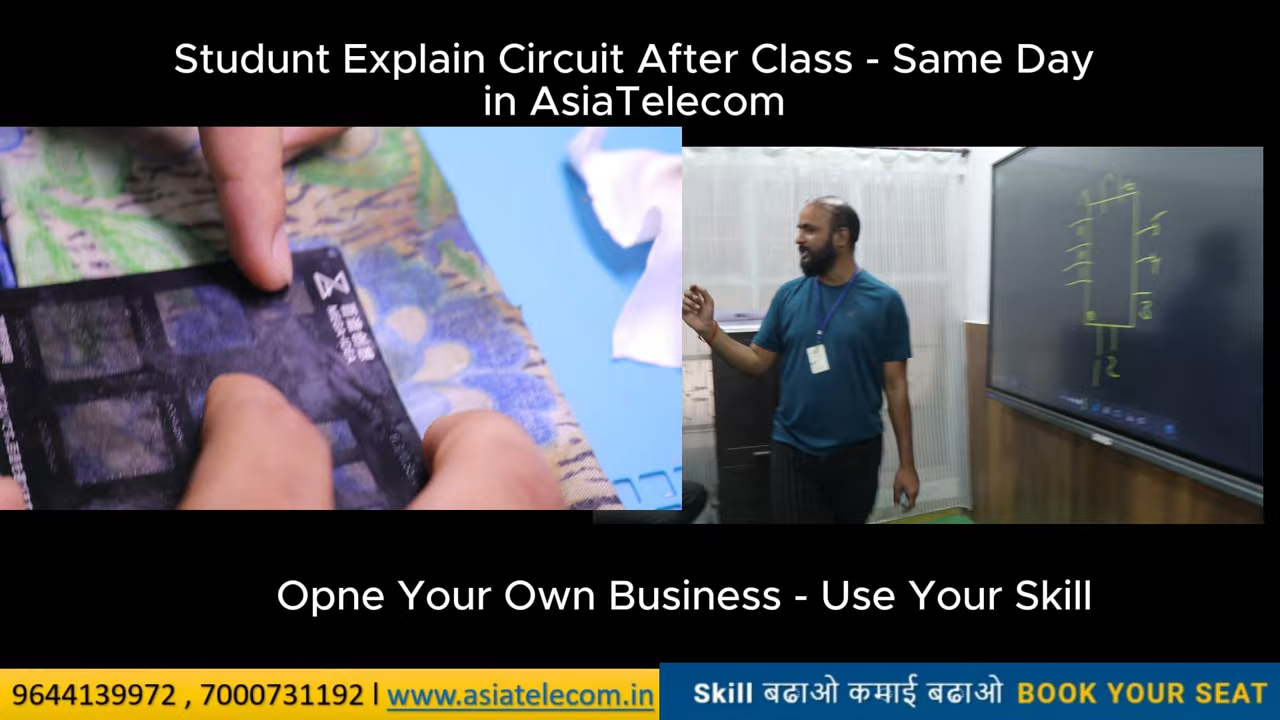 Studunt Explain Circuit After Class - Same Day
in AsiaTelecom
Opne Your Own Business - Use Your Skill
9644139972 , 7000731192 l www.asiatelecom.in
Skill बढाओ कमाई बढाओ BOOK YOUR SEAT